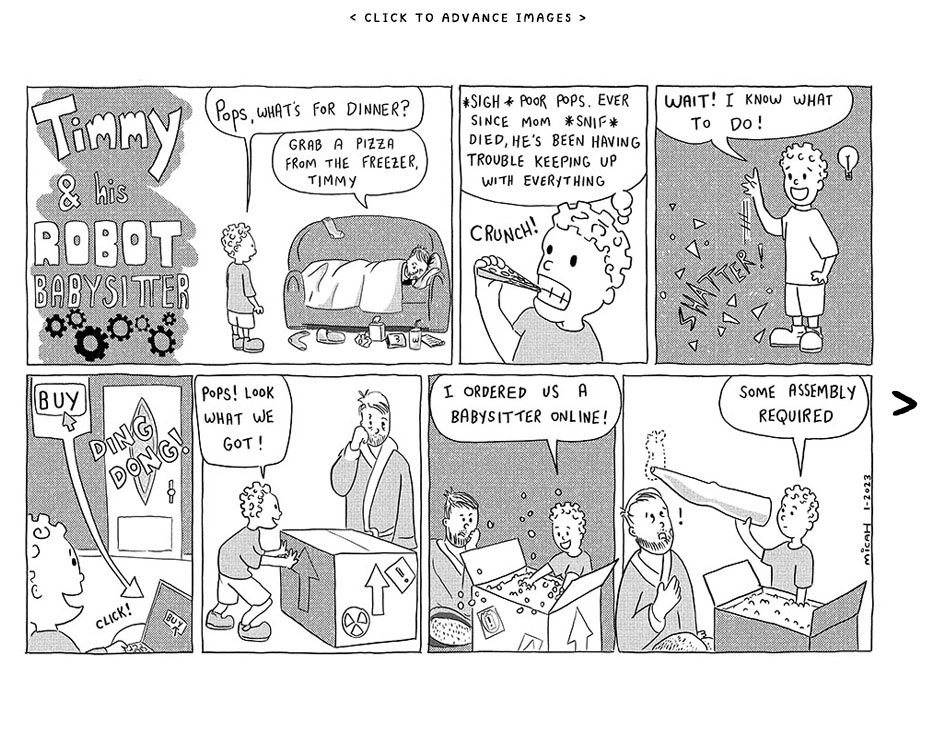 < CLICK TO ADVANCE IMAGES >
Timmy
& his
ROBOT
BABYSITTER
POPS, WHAT'S FOR DINNER?
GRAB A PIZZA
FROM THE FREEZER,
TIMMY
*SIGH* POOR POPS. EVER
SINCE MOM *SNIF*
DIED, HE'S BEEN HAVING
TROUBLE KEEPING UP
WITH EVERYTHING
CRUNCH!
WAIT! I KNOW WHAT
TO DO!
SHATTER!
BUY
DING
DONG!
CLICK!
BUY
POPS! LOOK
WHAT WE
GOT!
I ORDERED US A
BABYSITTER ONLINE!
SOME ASSEMBLY
REQUIRED
!
MICAH 1-2023
>